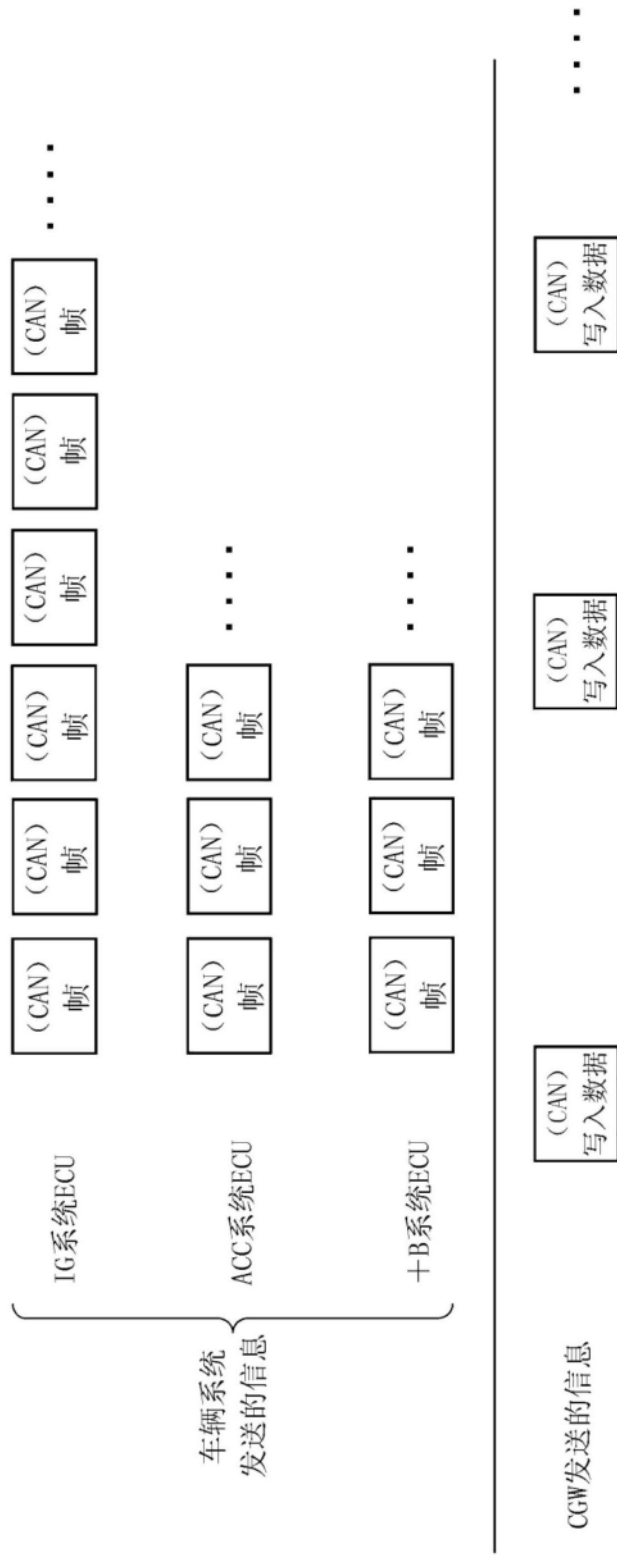 车辆系统
发送的信息
IG系统ECU
(CAN)
帧
(CAN)
帧
(CAN)
帧
(CAN)
帧
(CAN)
帧
(CAN)
帧
....
ACC系统ECU
(CAN)
帧
(CAN)
帧
(CAN)
帧
....
+B系统ECU
(CAN)
帧
(CAN)
帧
(CAN)
帧
....
CGW发送的信息
(CAN)
写入数据
(CAN)
写入数据
(CAN)
写入数据
....